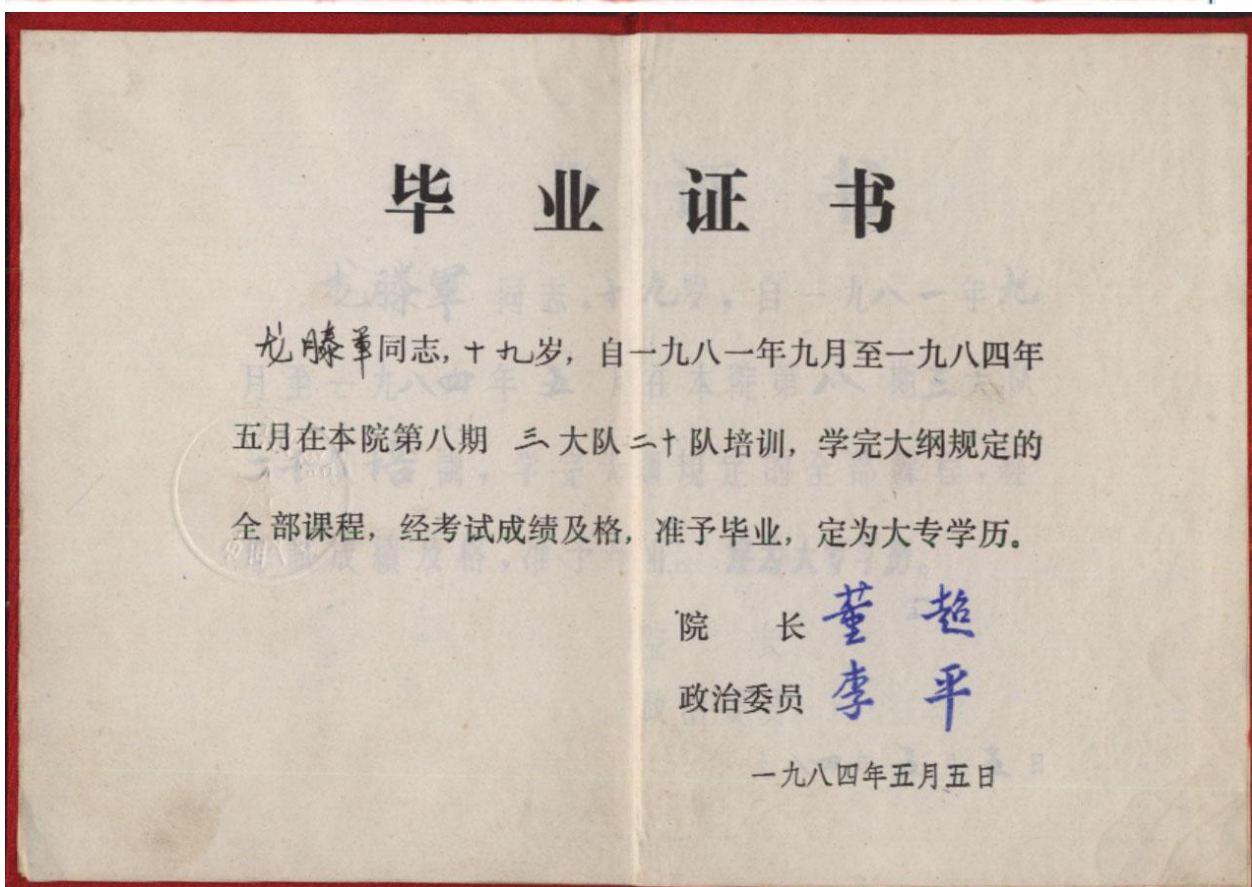 毕业证书
龙滕军同志,十九岁,自一九八一年九月至一九八四年
五月在本院第八期 三大队二十队培训,学完大纲规定的
全部课程,经考试成绩及格,准予毕业,定为大专学历。
院 长 董 超
政治委员 李 平
一九八四年五月五日